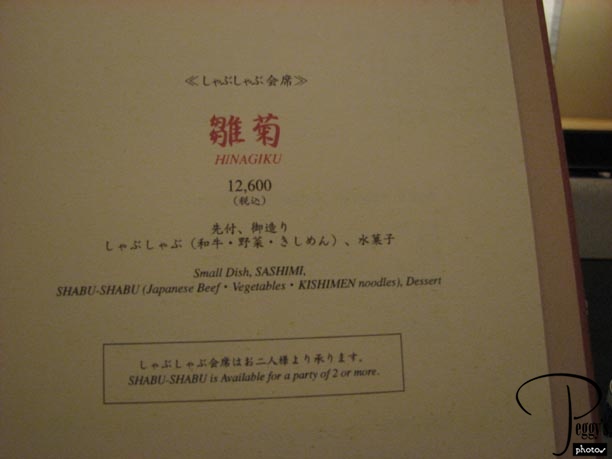 ≪しゃぶしゃぶ会席≫
雛菊
HINAGIKU
12,600
（税込）
先付、御造り
しゃぶしゃぶ（和牛・野菜・きしめん）、水菓子
Small Dish, SASHIMI,
SHABU-SHABU (Japanese Beef・Vegetables・KISHIMEN noodles), Dessert
しゃぶしゃぶ会席はお二人様より承ります。
SHABU-SHABU is Available for a party of 2 or more.
Peggy's
photos